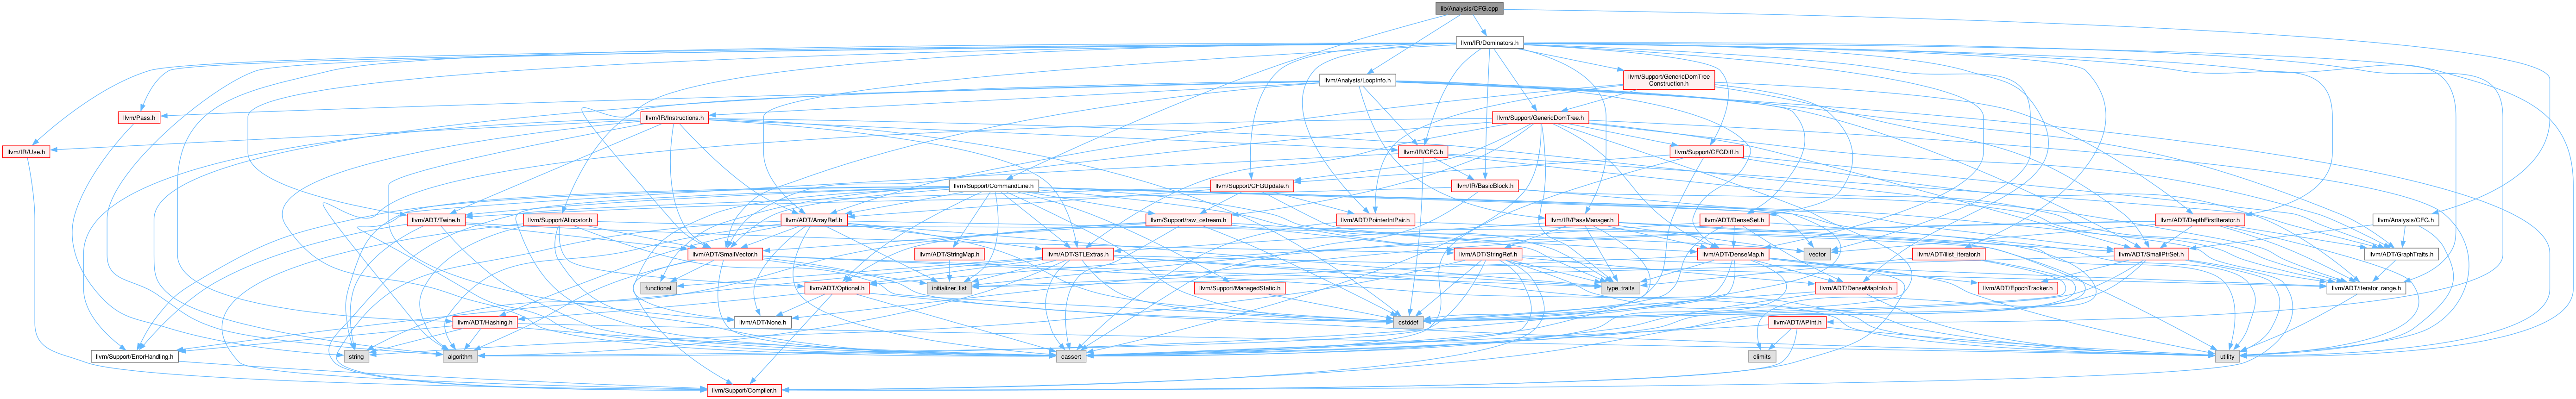 lib/Analysis/CFG.cpp
llvm/IR/Dominators.h
llvm/Analysis/LoopInfo.h
llvm/Support/GenericDomTree
Construction.h
llvm/Pass.h
llvm/IR/Instructions.h
llvm/Support/GenericDomTree.h
llvm/IR/Use.h
llvm/IR/CFG.h
llvm/Support/CFGDiff.h
llvm/Support/CommandLine.h
llvm/Support/CFGUpdate.h
llvm/IR/BasicBlock.h
llvm/ADT/Twine.h
llvm/Support/Allocator.h
llvm/ADT/ArrayRef.h
llvm/Support/raw_ostream.h
llvm/ADT/PointerIntPair.h
llvm/IR/PassManager.h
llvm/ADT/DenseSet.h
llvm/ADT/DepthFirstIterator.h
llvm/Analysis/CFG.h
llvm/ADT/SmallVector.h
llvm/ADT/StringMap.h
llvm/ADT/STLExtras.h
llvm/ADT/StringRef.h
llvm/ADT/DenseMap.h
vector
llvm/ADT/ilist_iterator.h
llvm/ADT/SmallPtrSet.h
llvm/ADT/GraphTraits.h
functional
llvm/ADT/Optional.h
initializer_list
llvm/Support/ManagedStatic.h
type_traits
llvm/ADT/DenseMapInfo.h
llvm/ADT/EpochTracker.h
llvm/ADT/iterator_range.h
llvm/ADT/Hashing.h
llvm/ADT/None.h
cstddef
llvm/ADT/APInt.h
llvm/Support/ErrorHandling.h
string
algorithm
cassert
climits
utility
llvm/Support/Compiler.h